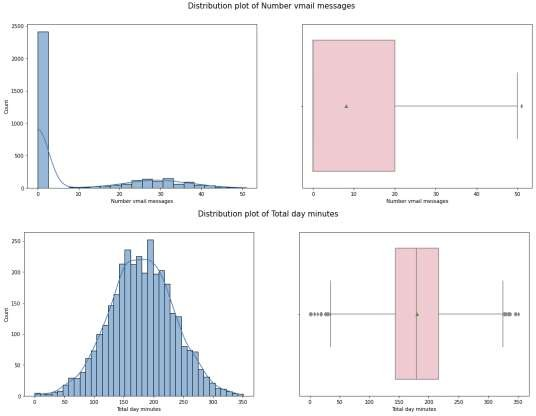 Distribution plot of Number vmail messages
2500
2000
1500
1000
500
0
Count
0 10 20 30 40 50
Number vmail messages
0 10 20 30 40 50
Number vmail messages
Distribution plot of Total day minutes
250
200
150
100
50
0
Count
0 50 100 150 200 250 300 350
Total day minutes
0 50 100 150 200 250 300 350
Total day minutes